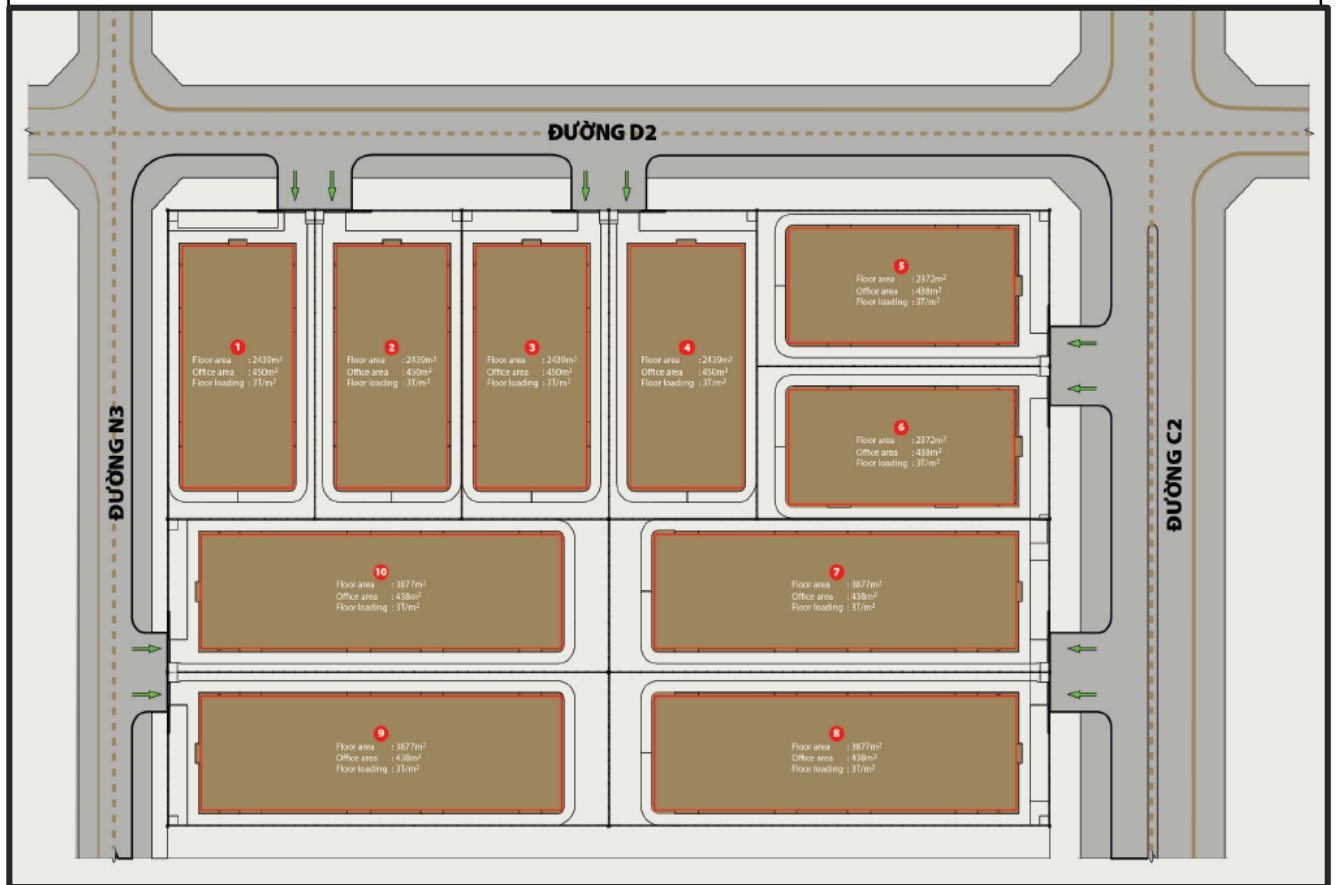 ĐƯỜNG D2
5
Floor area : 2372m²
Office area : 438m²
Floor loading : 3T/m²
1
Floor area : 2439m²
Office area : 450m²
Floor loading : 3T/m²
2
Floor area : 2439m²
Office area : 450m²
Floor loading : 3T/m²
3
Floor area : 2439m²
Office area : 450m²
Floor loading : 3T/m²
4
Floor area : 2439m²
Office area : 450m²
Floor loading : 3T/m²
6
Floor area : 2372m²
Office area : 438m²
Floor loading : 3T/m²
ĐƯỜNG N3
ĐƯỜNG C2
10
Floor area : 3877m²
Office area : 438m²
Floor loading : 3T/m²
7
Floor area : 3877m²
Office area : 438m²
Floor loading : 3T/m²
9
Floor area : 3877m²
Office area : 438m²
Floor loading : 3T/m²
8
Floor area : 3877m²
Office area : 438m²
Floor loading : 3T/m²